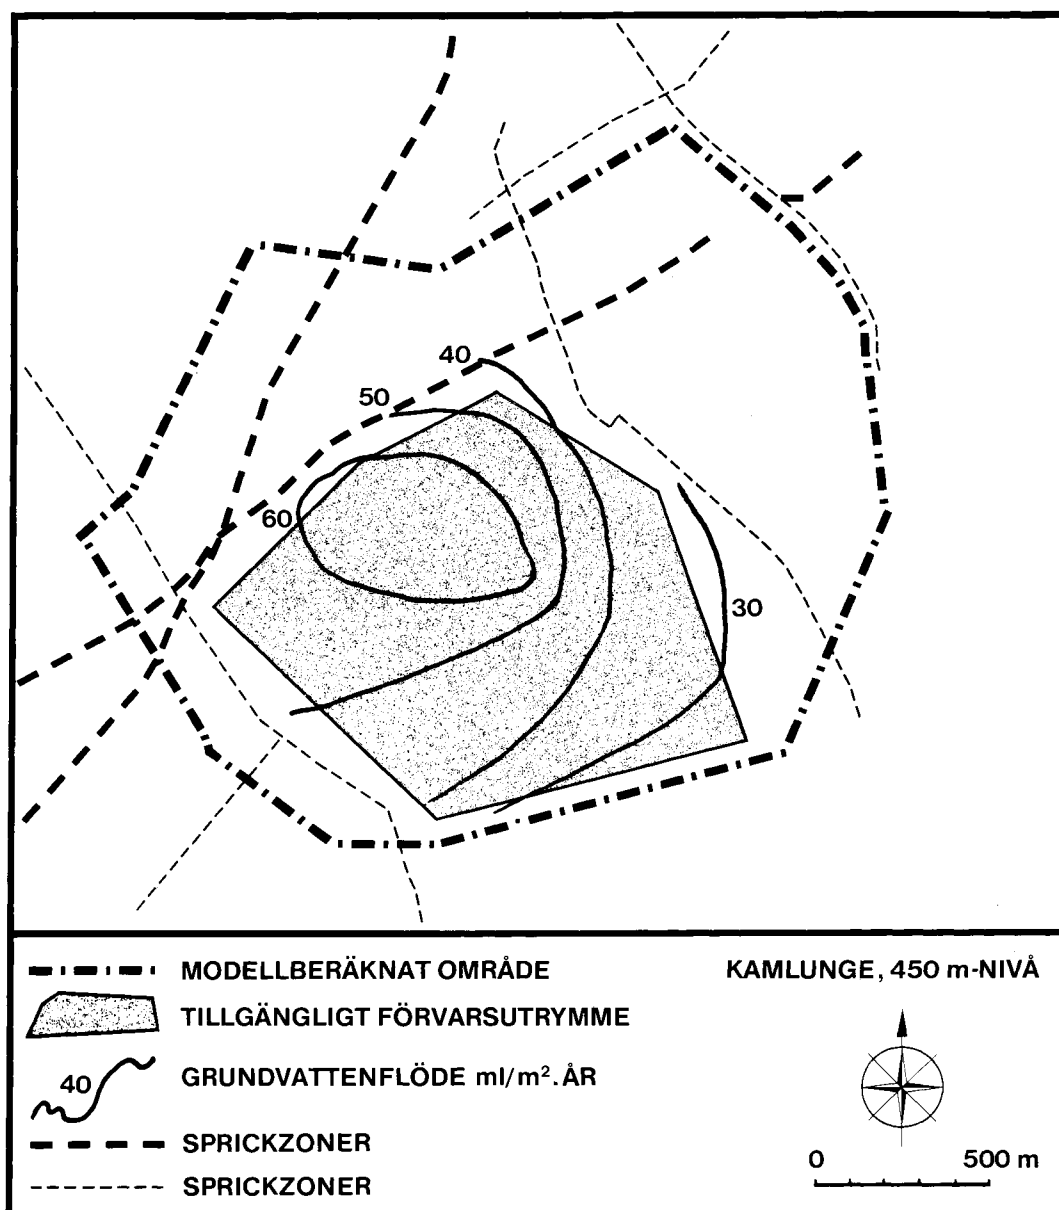 40
50
60
30
MODELLBERÄKNAT OMRÅDE
KAMLUNGE, 450 m-NIVÅ
TILLGÄNGLIGT FÖRVARSUTRYMME
40
GRUNDVATTENFLÖDE ml/m².ÅR
SPRICKZONER
0 500 m
SPRICKZONER